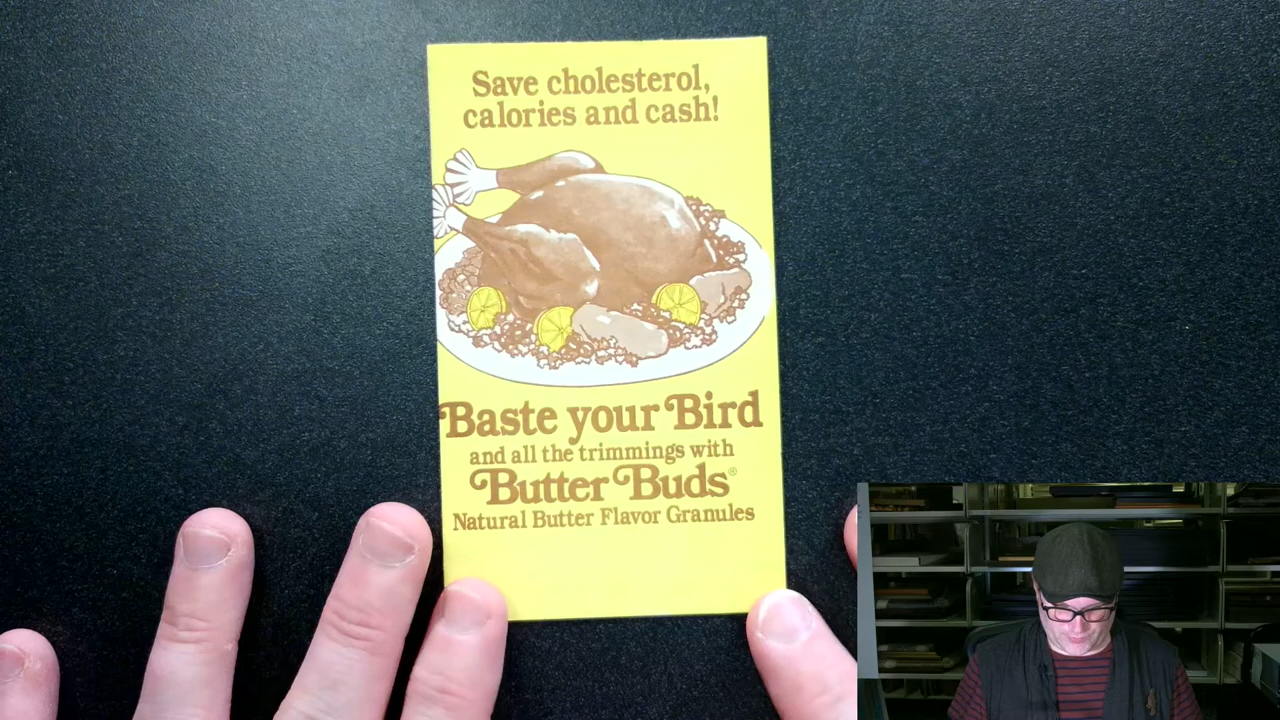 Save cholesterol,
calories and cash!
Baste your Bird
and all the trimmings with
Butter Buds®
Natural Butter Flavor Granules